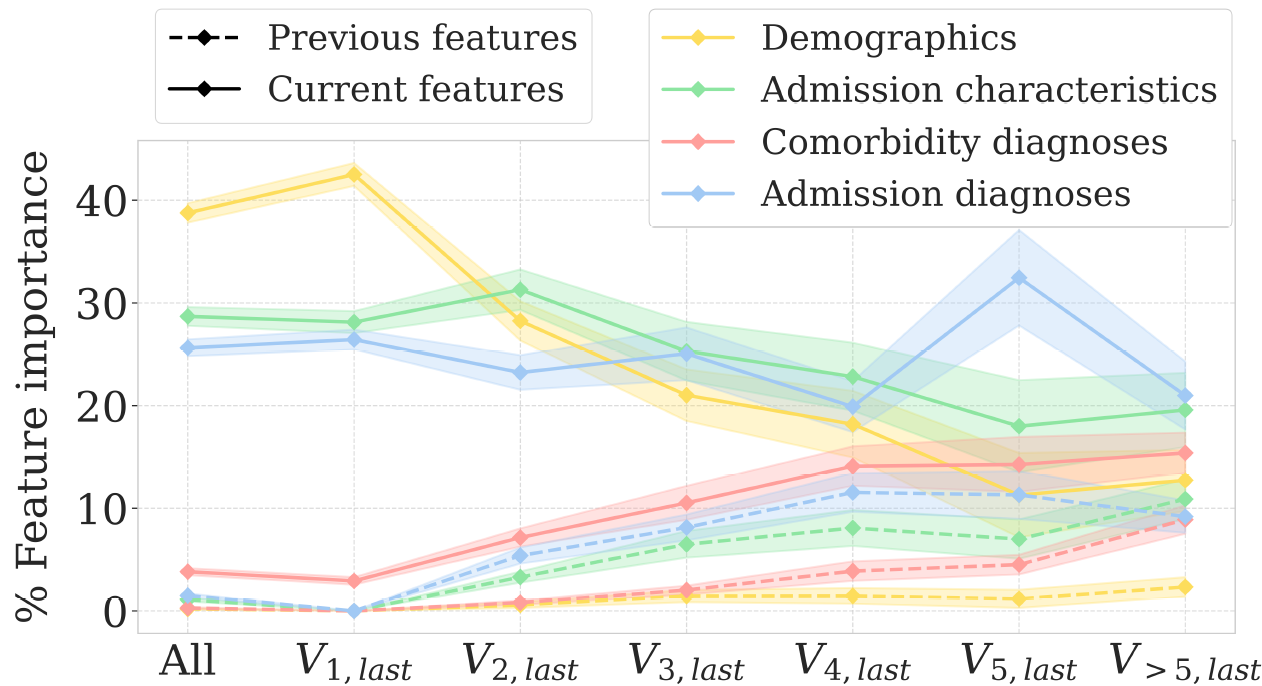 Previous features
Current features
Demographics
Admission characteristics
Comorbidity diagnoses
Admission diagnoses
% Feature importance
40
30
20
10
0
All V1, last V2, last V3, last V4, last V5, last V> 5, last